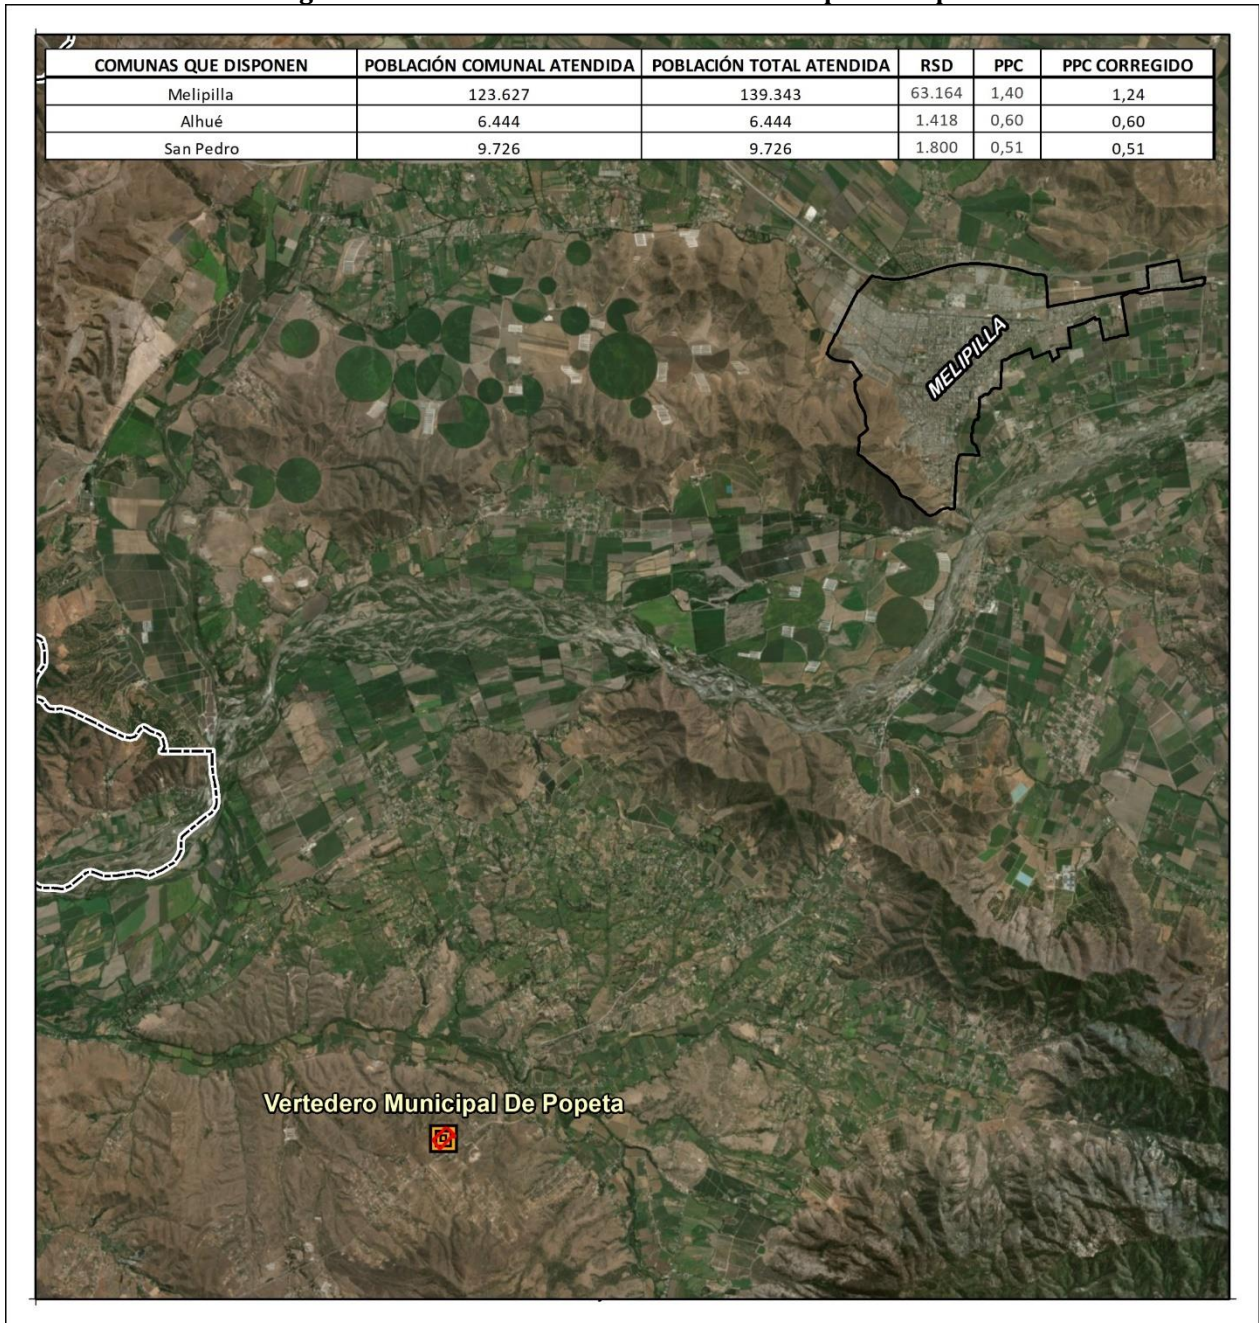 COMUNAS QUE DISPONEN POBLACIÓN COMUNAL ATENDIDA POBLACIÓN TOTAL ATENDIDA RSD PPC PPC CORREGIDO
Melipilla 123.627 139.343 63.164 1,40 1,24
Alhué 6.444 6.444 1.418 0,60 0,60
San Pedro 9.726 9.726 1.800 0,51 0,51
MELIPILLA
Vertedero Municipal De Popeta